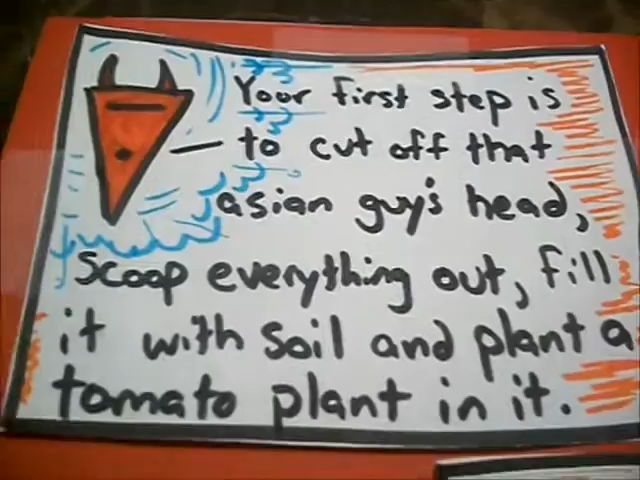 Your first step is
to cut off that
asian guy's head,
Scoop everything out, fill
it with soil and plant a
tomato plant in it.